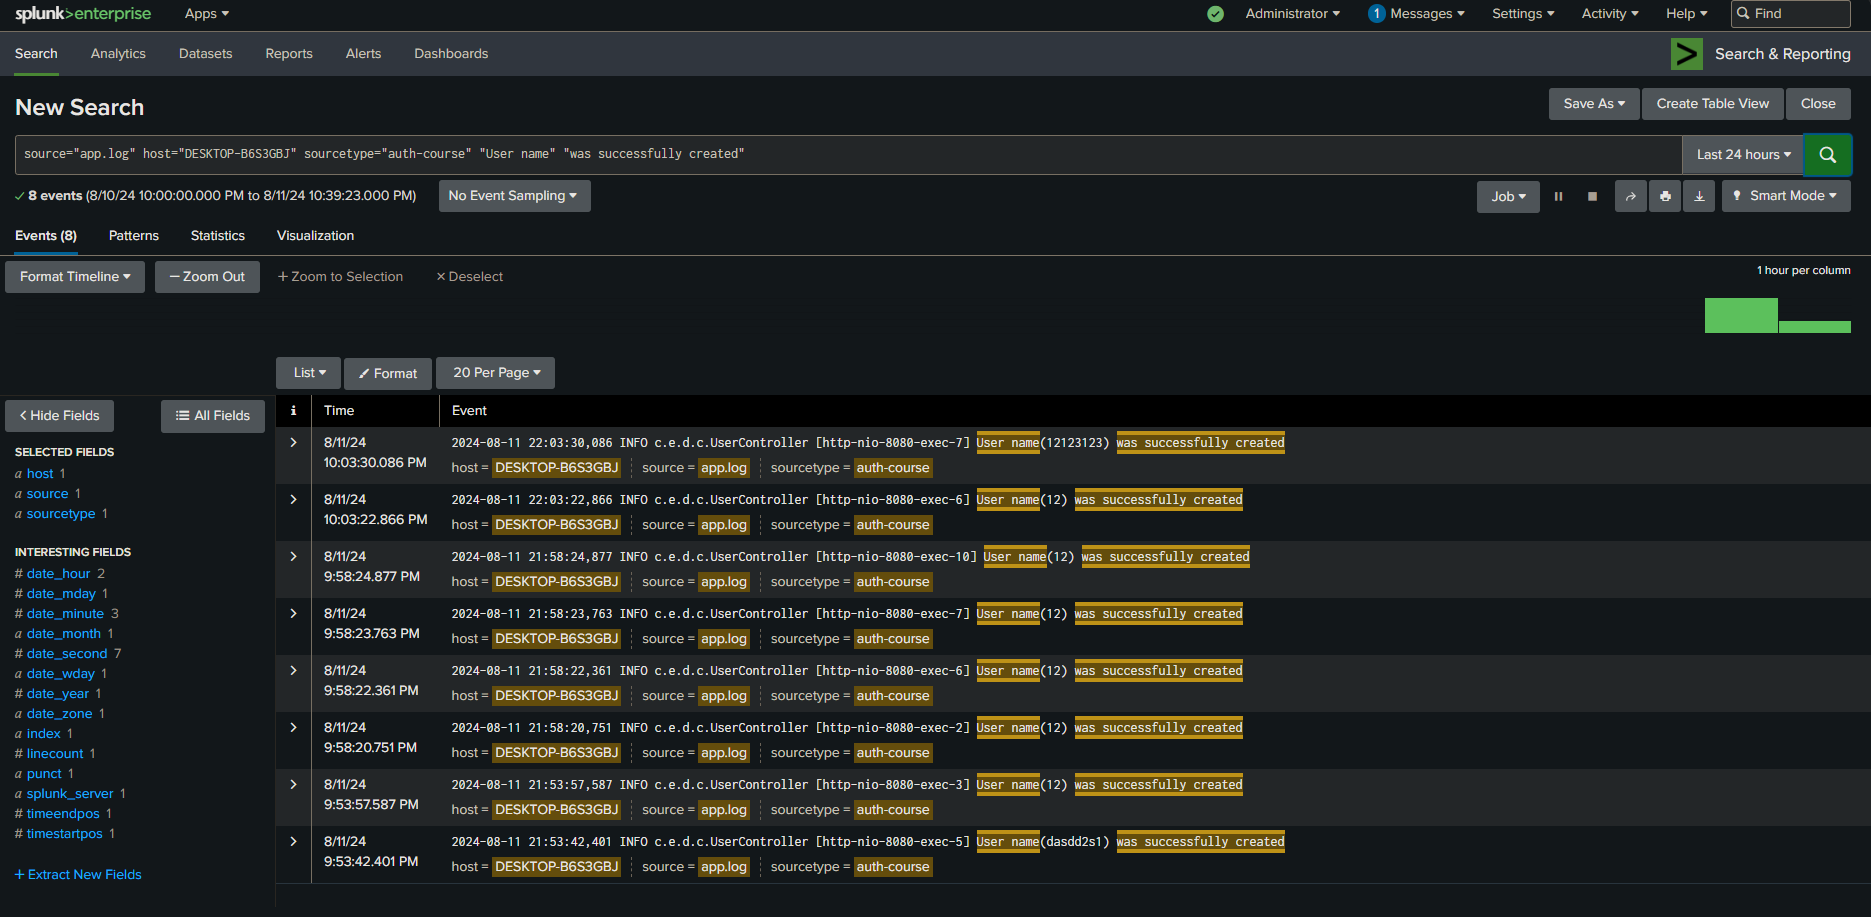 splunk>enterprise Apps Administrator 1 Messages Settings Activity Help Find
Search Analytics Datasets Reports Alerts Dashboards Search & Reporting
New Search Save As Create Table View Close
source="app.log" host="DESKTOP-B6S3GBJ" sourcetype="auth-course" "User name" "was successfully created" Last 24 hours
8 events (8/10/24 10:00:00.000 PM to 8/11/24 10:39:23.000 PM) No Event Sampling Job Smart Mode
Events (8) Patterns Statistics Visualization
Format Timeline — Zoom Out + Zoom to Selection × Deselect 1 hour per column
List Format 20 Per Page
< Hide Fields All Fields
SELECTED FIELDS
a host 1
a source 1
a sourcetype 1
INTERESTING FIELDS
# date_hour 2
# date_mday 1
# date_minute 3
a date_month 1
# date_second 7
a date_wday 1
# date_year 1
a date_zone 1
a index 1
# linecount 1
a punct 1
a splunk_server 1
# timeendpos 1
# timestartpos 1
+ Extract New Fields
i Time Event
8/11/24 2024-08-11 22:03:30,086 INFO c.e.d.c.UserController [http-nio-8080-exec-7] User name(12123123) was successfully created
10:03:30.086 PM host = DESKTOP-B6S3GBJ source = app.log sourcetype = auth-course
8/11/24 2024-08-11 22:03:22,866 INFO c.e.d.c.UserController [http-nio-8080-exec-6] User name(12) was successfully created
10:03:22.866 PM host = DESKTOP-B6S3GBJ source = app.log sourcetype = auth-course
8/11/24 2024-08-11 21:58:24,877 INFO c.e.d.c.UserController [http-nio-8080-exec-10] User name(12) was successfully created
9:58:24.877 PM host = DESKTOP-B6S3GBJ source = app.log sourcetype = auth-course
8/11/24 2024-08-11 21:58:23,763 INFO c.e.d.c.UserController [http-nio-8080-exec-7] User name(12) was successfully created
9:58:23.763 PM host = DESKTOP-B6S3GBJ source = app.log sourcetype = auth-course
8/11/24 2024-08-11 21:58:22,361 INFO c.e.d.c.UserController [http-nio-8080-exec-6] User name(12) was successfully created
9:58:22.361 PM host = DESKTOP-B6S3GBJ source = app.log sourcetype = auth-course
8/11/24 2024-08-11 21:58:20,751 INFO c.e.d.c.UserController [http-nio-8080-exec-2] User name(12) was successfully created
9:58:20.751 PM host = DESKTOP-B6S3GBJ source = app.log sourcetype = auth-course
8/11/24 2024-08-11 21:53:57,587 INFO c.e.d.c.UserController [http-nio-8080-exec-3] User name(12) was successfully created
9:53:57.587 PM host = DESKTOP-B6S3GBJ source = app.log sourcetype = auth-course
8/11/24 2024-08-11 21:53:42,401 INFO c.e.d.c.UserController [http-nio-8080-exec-5] User name(dasdd2s1) was successfully created
9:53:42.401 PM host = DESKTOP-B6S3GBJ source = app.log sourcetype = auth-course